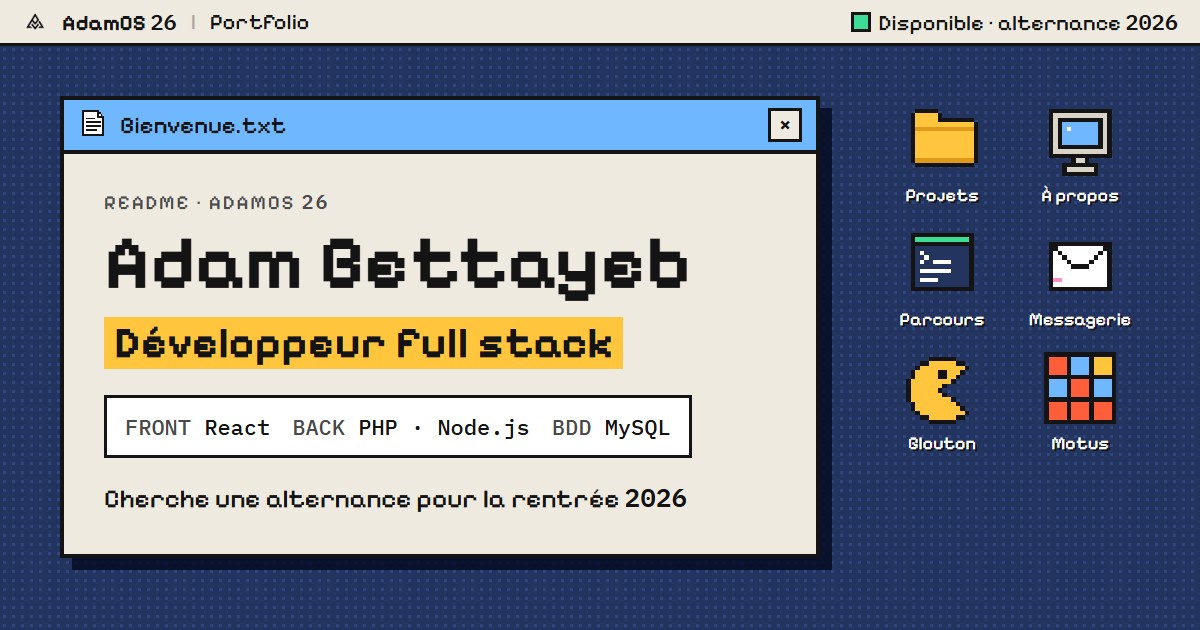 AdamOS 26 | Portfolio
Disponible · alternance 2026
Bienvenue.txt
×
README · ADAMOS 26
Adam Bettayeb
Développeur full stack
FRONT React BACK PHP · Node.js BDD MySQL
Cherche une alternance pour la rentrée 2026
Projets
À propos
Parcours
Messagerie
Glouton
Motus